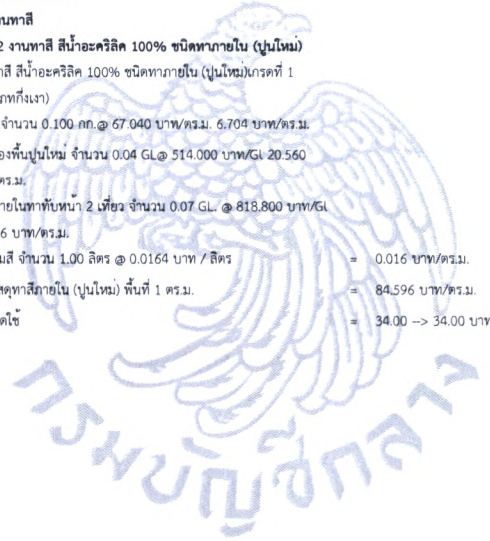 านทาสี
2 งานทาสี สีน้ำอะคริลิค 100% ชนิดทาภายใน (ปูนใหม่)
าสี สีน้ำอะคริลิค 100% ชนิดทาภายใน (ปูนใหม่)เกรดที่ 1
ภทกึ่งเงา)
จำนวน 0.100 กก.@ 67.040 บาท/ตร.ม. 6.704 บาท/ตร.ม.
องพื้นปูนใหม่ จำนวน 0.04 GL@ 514.000 บาท/GL 20.560
ตร.ม.
ายในทาทับหน้า 2 เที่ยว จำนวน 0.07 GL. @ 818.800 บาท/GL
6 บาท/ตร.ม.
มสี จำนวน 1.00 ลิตร @ 0.0164 บาท / ลิตร = 0.016 บาท/ตร.ม.
สดุทาสีภายใน (ปูนใหม่) พื้นที่ 1 ตร.ม. = 84.596 บาท/ตร.ม.
ดใช้ = 34.00 --> 34.00 บาท
กรมบัญชีกลาง